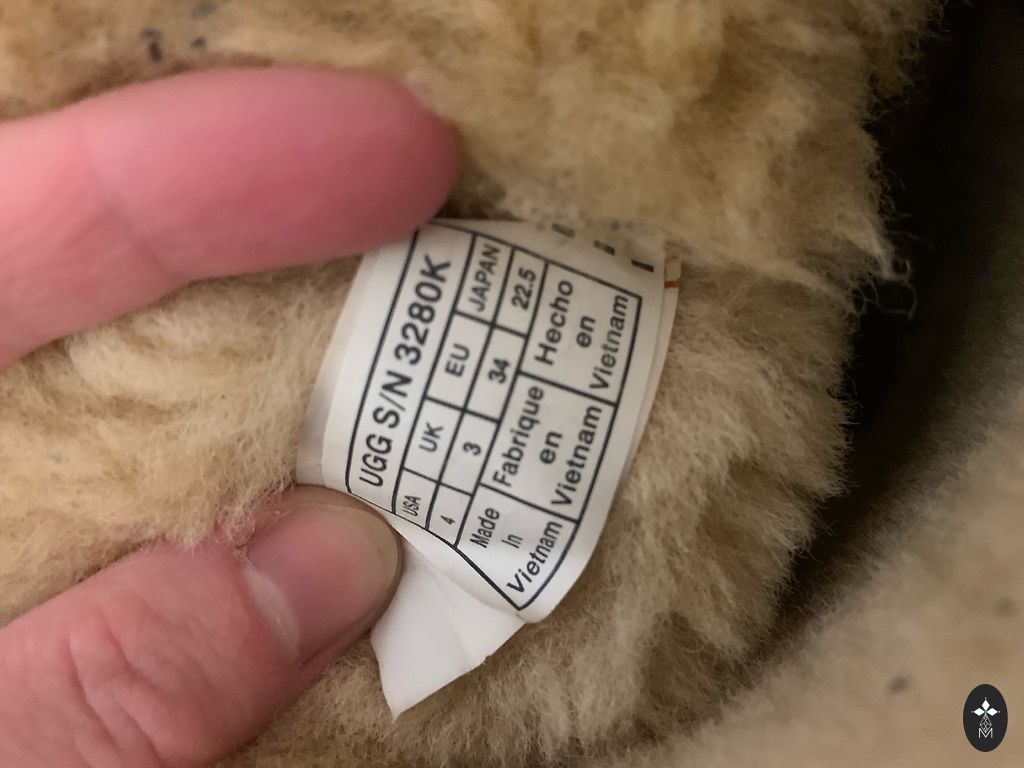 UGG S/N 3280K
USA UK EU JAPAN
4 3 34 22.5
Made In Vietnam
Fabrique en Vietnam
Hecho en Vietnam
M